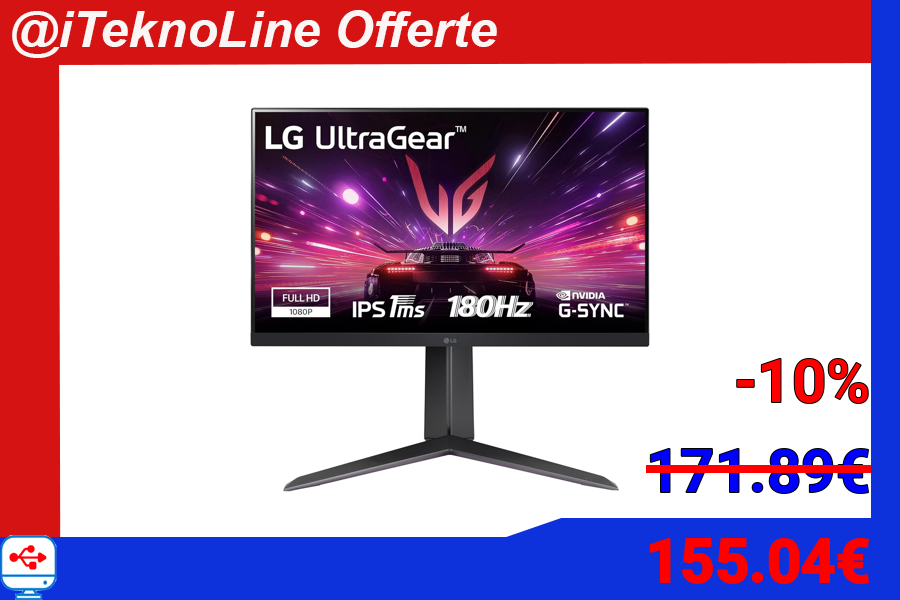 @iTeknoLine Offerte
LG UltraGear™
FULL HD
1080P
IPS 1ms
180Hz
NVIDIA
G-SYNC
LG
-10%
171.89€
155.04€